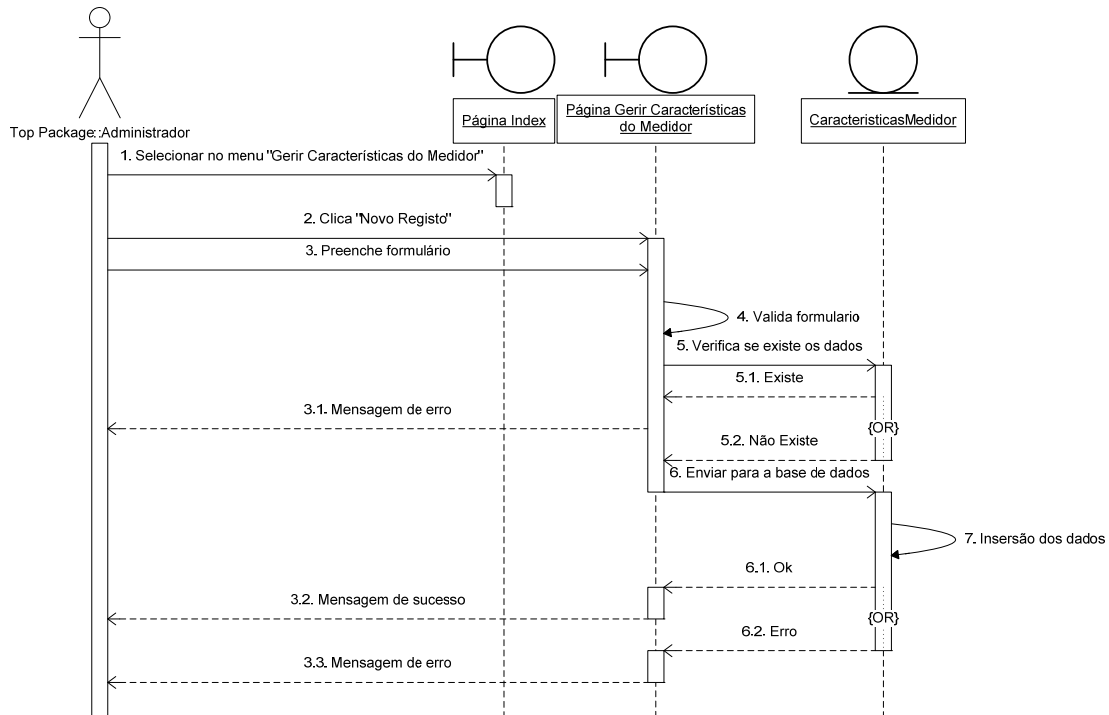 Top Package::Administrador
Página Index
Página Gerir Características
do Medidor
CaracteristicasMedidor
1. Selecionar no menu "Gerir Características do Medidor"
2. Clica "Novo Registo"
3. Preenche formulário
4. Valida formulario
5. Verifica se existe os dados
5.1. Existe
3.1. Mensagem de erro
{OR}
5.2. Não Existe
6. Enviar para a base de dados
7. Insersão dos dados
6.1. Ok
3.2. Mensagem de sucesso
{OR}
6.2. Erro
3.3. Mensagem de erro